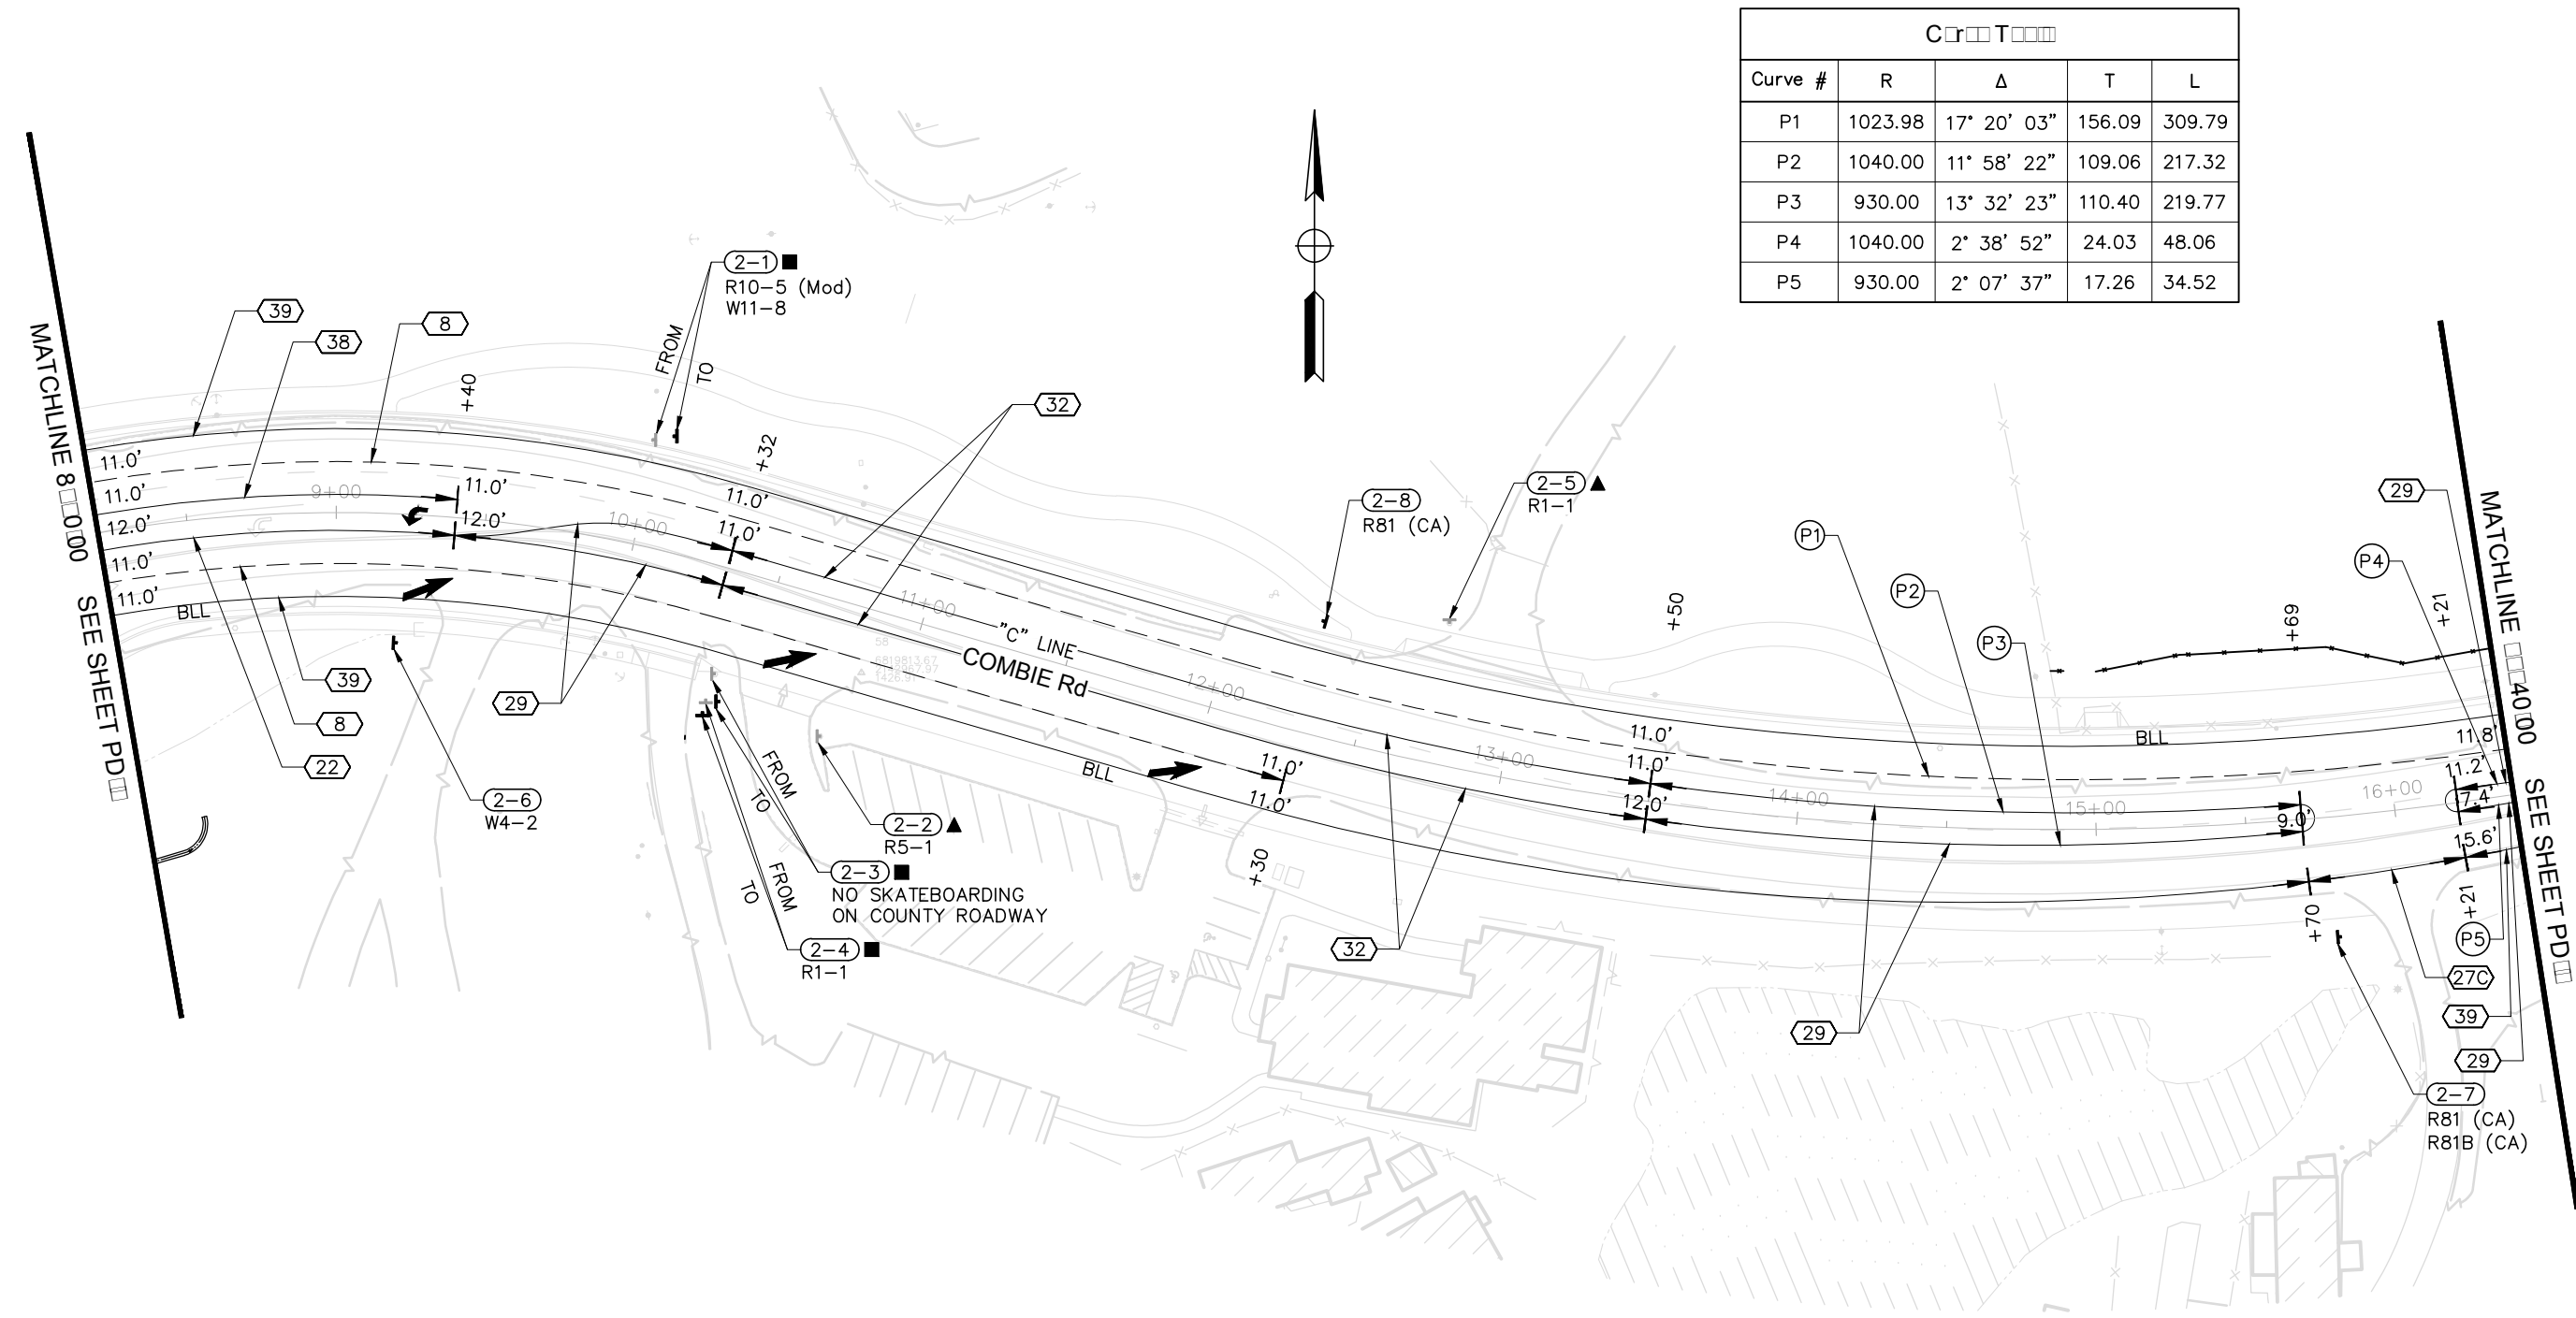 Curve # R Δ T L
P1 1023.98 17° 20' 03" 156.09 309.79
P2 1040.00 11° 58' 22" 109.06 217.32
P3 930.00 13° 32' 23" 110.40 219.77
P4 1040.00 2° 38' 52" 24.03 48.06
P5 930.00 2° 07' 37" 17.26 34.52
2-1
R10-5 (Mod)
W11-8
FROM
TO
39
38
8
+40
+32
32
MATCHLINE
SEE SHEET
11.0'
11.0'
12.0'
11.0'
11.0'
BLL
9+00
11.0'
12.0'
10+00
11.0'
11.0'
11+00
"C" LINE
COMBIE Rd
12+00
13+00
14+00
15+00
16+00
39
8
22
29
2-6
W4-2
FROM
TO
FROM
TO
2-2
R5-1
2-3
NO SKATEBOARDING
ON COUNTY ROADWAY
2-4
R1-1
BLL
11.0'
11.0'
+30
32
2-8
R81 (CA)
2-5
R1-1
+50
11.0'
11.0'
12.0'
P1
P2
P3
29
P4
29
+69
+21
BLL
11.8'
11.2'
7.4'
9.0'
15.6'
+70
+21
P5
27C
39
29
2-7
R81 (CA)
R81B (CA)
MATCHLINE
SEE SHEET